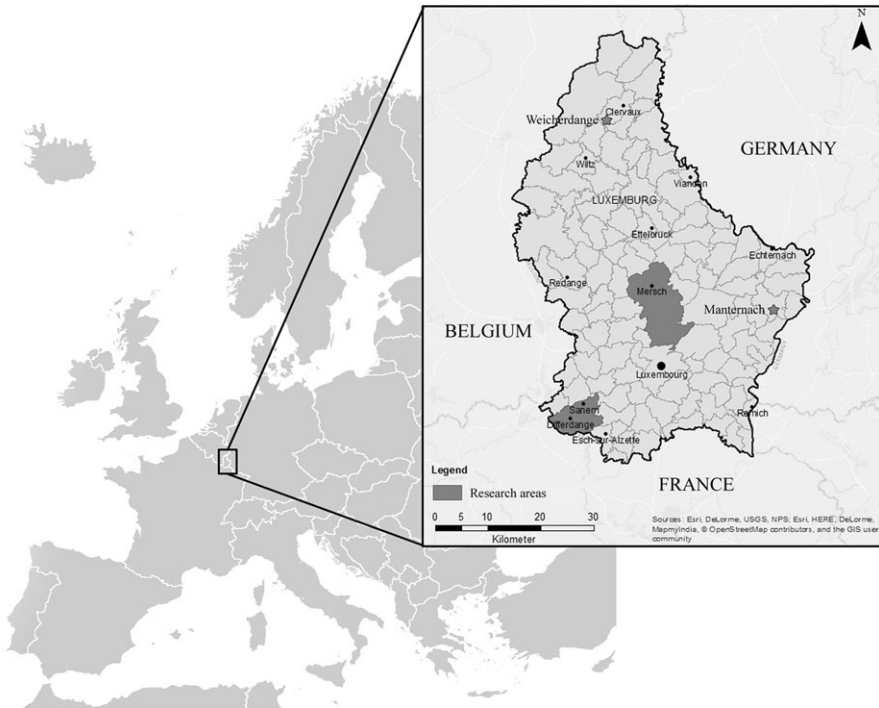 N
Clervaux
Weicherdange
GERMANY
Wiltz
Vianden
LUXEMBURG
Ettelbruck
Echternach
Redange
Mersch
Manternach
BELGIUM
Luxembourg
Sanem
Remich
Differdange
Esch-sur-Alzette
Legend
FRANCE
Research areas
0 5 10 20 30
Kilometer
Sources: Esri, DeLorme, USGS, NPS; Esri, HERE, DeLorme,
MapmyIndia, © OpenStreetMap contributors, and the GIS user
community